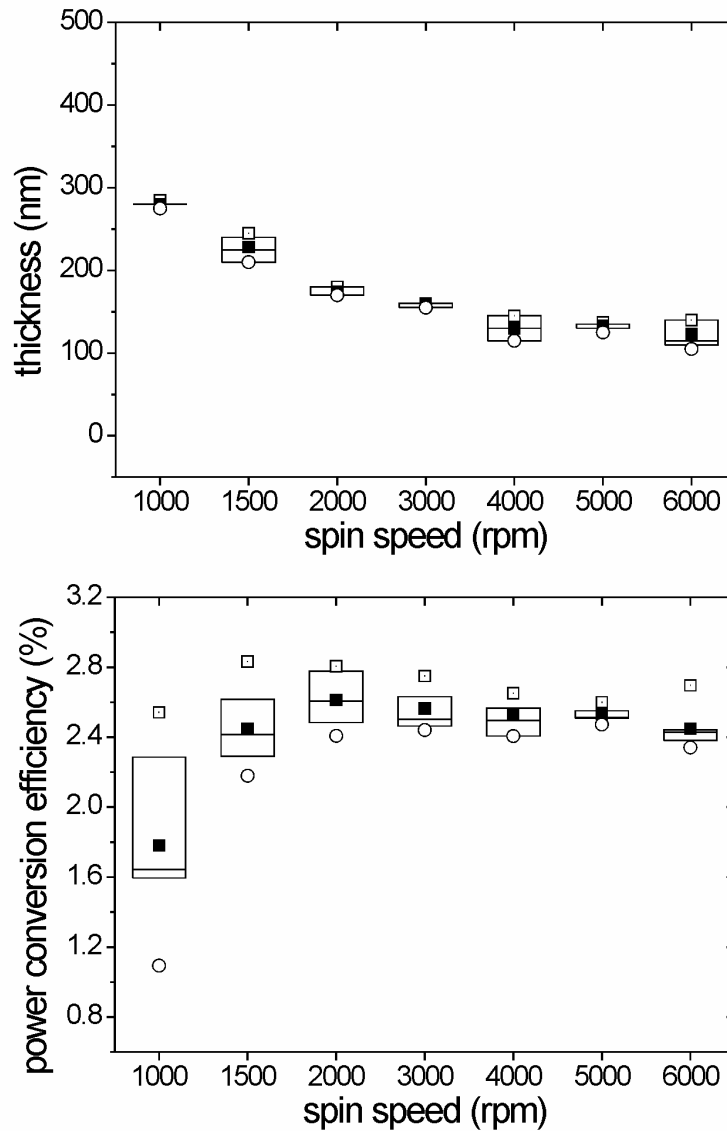 500
400
300
200
100
0
thickness (nm)
1000 1500 2000 3000 4000 5000 6000
spin speed (rpm)
3.2
2.8
2.4
2.0
1.6
1.2
0.8
power conversion efficiency (%)
1000 1500 2000 3000 4000 5000 6000
spin speed (rpm)